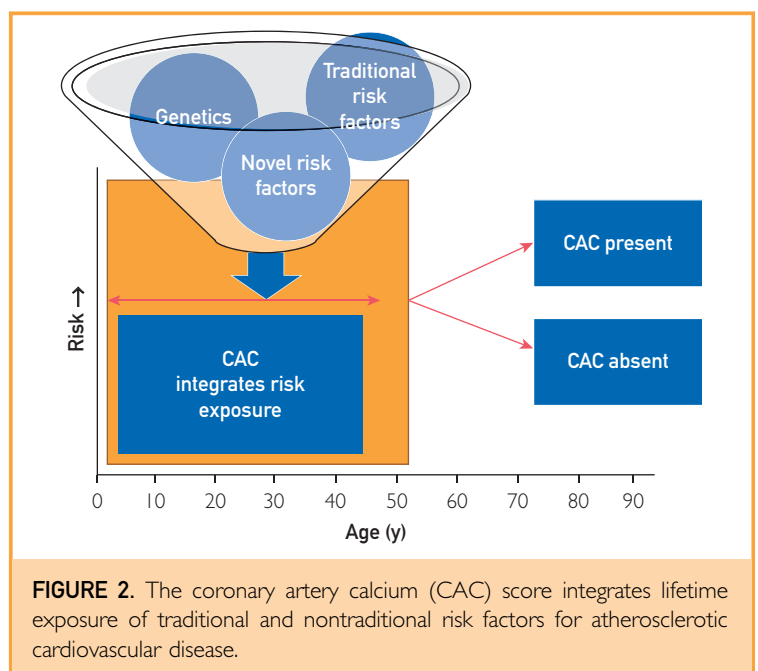 Traditional
risk
factors
Genetics
Novel risk
factors
CAC present
CAC absent
Risk →
CAC
integrates risk
exposure
0 10 20 30 40 50 60 70 80 90
Age (y)
FIGURE 2. The coronary artery calcium (CAC) score integrates lifetime
exposure of traditional and nontraditional risk factors for atherosclerotic
cardiovascular disease.